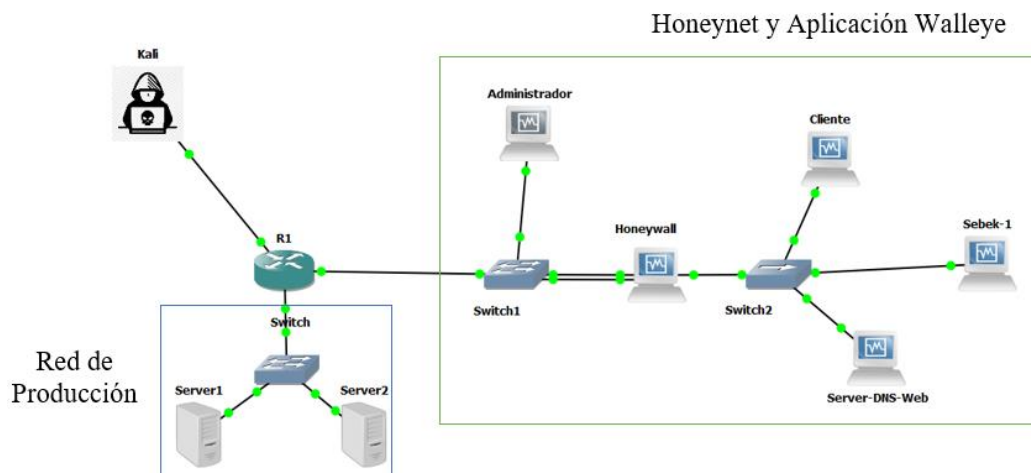 Honeynet y Aplicación Walleye
Kali
Administrador
Cliente
Honeywall
Sebek-1
R1
Switch1
Switch2
Switch
Red de
Producción
Server1
Server2
Server-DNS-Web